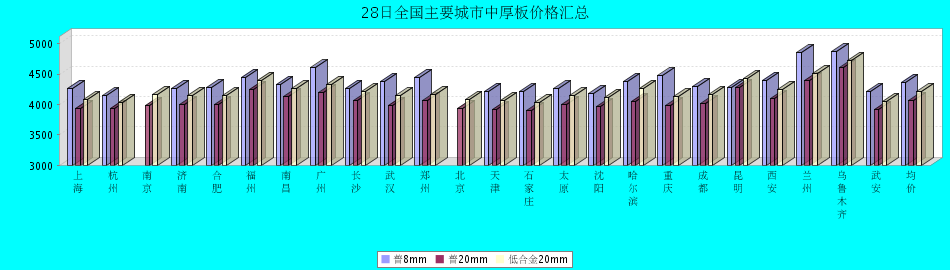 28日全国主要城市中厚板价格汇总
5000
4500
4000
3500
3000
上海 杭州 南京 济南 合肥 福州 南昌 广州 长沙 武汉 郑州 北京 天津 石家庄 太原 沈阳 哈尔滨 重庆 成都 昆明 西安 兰州 乌鲁木齐 武安 均价
普8mm 普20mm 低合金20mm